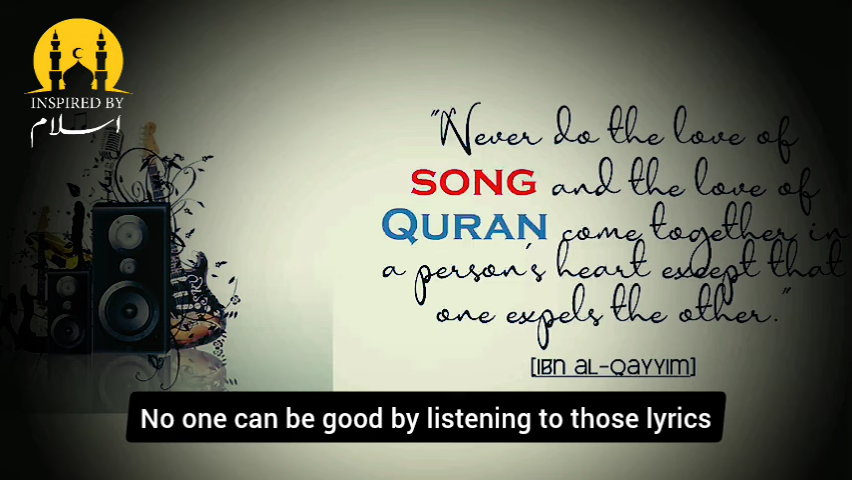 INSPIRED BY
اسلام
"Never do the love of
SONG and the love of
QURAN come together in
a person's heart except that
one expels the other."
[IBN AL-QAYYIM]
No one can be good by listening to those lyrics